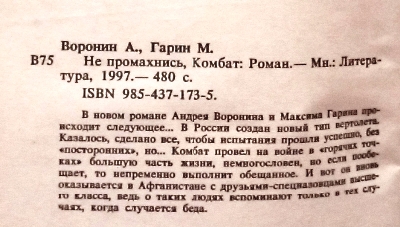 Воронин А., Гарин М.
В75 Не промахнись, Комбат: Роман.— Мн.: Литера-
тура, 1997.— 480 с.
ISBN 985-437-173-5.
В новом романе Андрея Воронина и Максима Гарина про-
исходит следующее... В России создан новый тип вертолета.
Казалось, сделано все, чтобы испытания прошли успешно, без
«посторонних», но... Комбат провел на войне в «горячих точ-
ках» большую часть жизни, немногословен, но если пообе-
щает, то непременно выполнит обещанное. И вот он вновь
оказывается в Афганистане с друзьями-спецназовцами высше-
го класса, ведь о таких людях вспоминают только в тех слу-
чаях, когда случается беда.